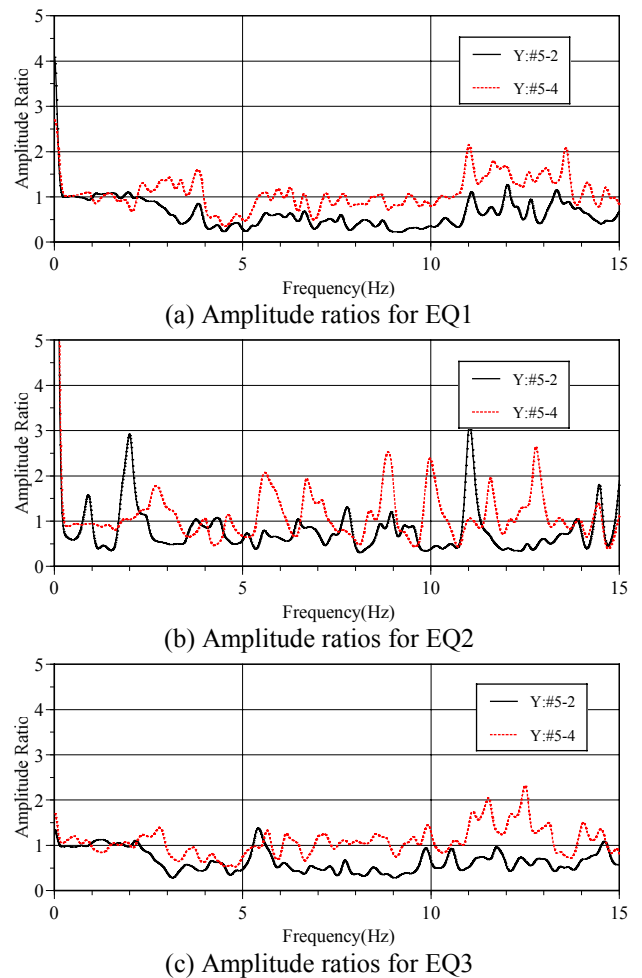 5
4
3
2
1
0
Amplitude Ratio
Y:#5-2
Y:#5-4
0 5 10 15
Frequency(Hz)
(a) Amplitude ratios for EQ1
5
4
3
2
1
0
Amplitude Ratio
Y:#5-2
Y:#5-4
0 5 10 15
Frequency(Hz)
(b) Amplitude ratios for EQ2
5
4
3
2
1
0
Amplitude Ratio
Y:#5-2
Y:#5-4
0 5 10 15
Frequency(Hz)
(c) Amplitude ratios for EQ3